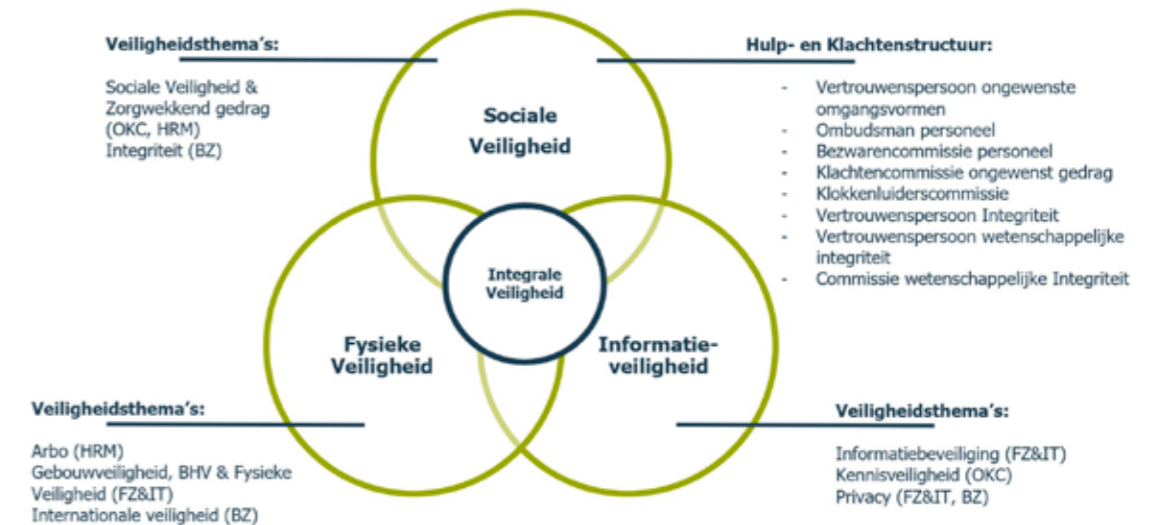 Veiligheidsthema's:
Sociale Veiligheid &
Zorgwekkend gedrag
(OKC, HRM)
Integriteit (BZ)
Hulp- en Klachtenstructuur:
- Vertrouwenspersoon ongewenste
omgangsvormen
- Ombudsman personeel
- Bezwarencommissie personeel
- Klachtencommissie ongewenst gedrag
- Klokkenluiderscommissie
- Vertrouwenspersoon Integriteit
- Vertrouwenspersoon wetenschappelijke
integriteit
- Commissie wetenschappelijke Integriteit
Sociale
Veiligheid
Integrale
Veiligheid
Fysieke
Veiligheid
Informatie-
veiligheid
Veiligheidsthema's:
Arbo (HRM)
Gebouwveiligheid, BHV & Fysieke
Veiligheid (FZ&IT)
Internationale veiligheid (BZ)
Veiligheidsthema's:
Informatiebeveiliging (FZ&IT)
Kennisveiligheid (OKC)
Privacy (FZ&IT, BZ)